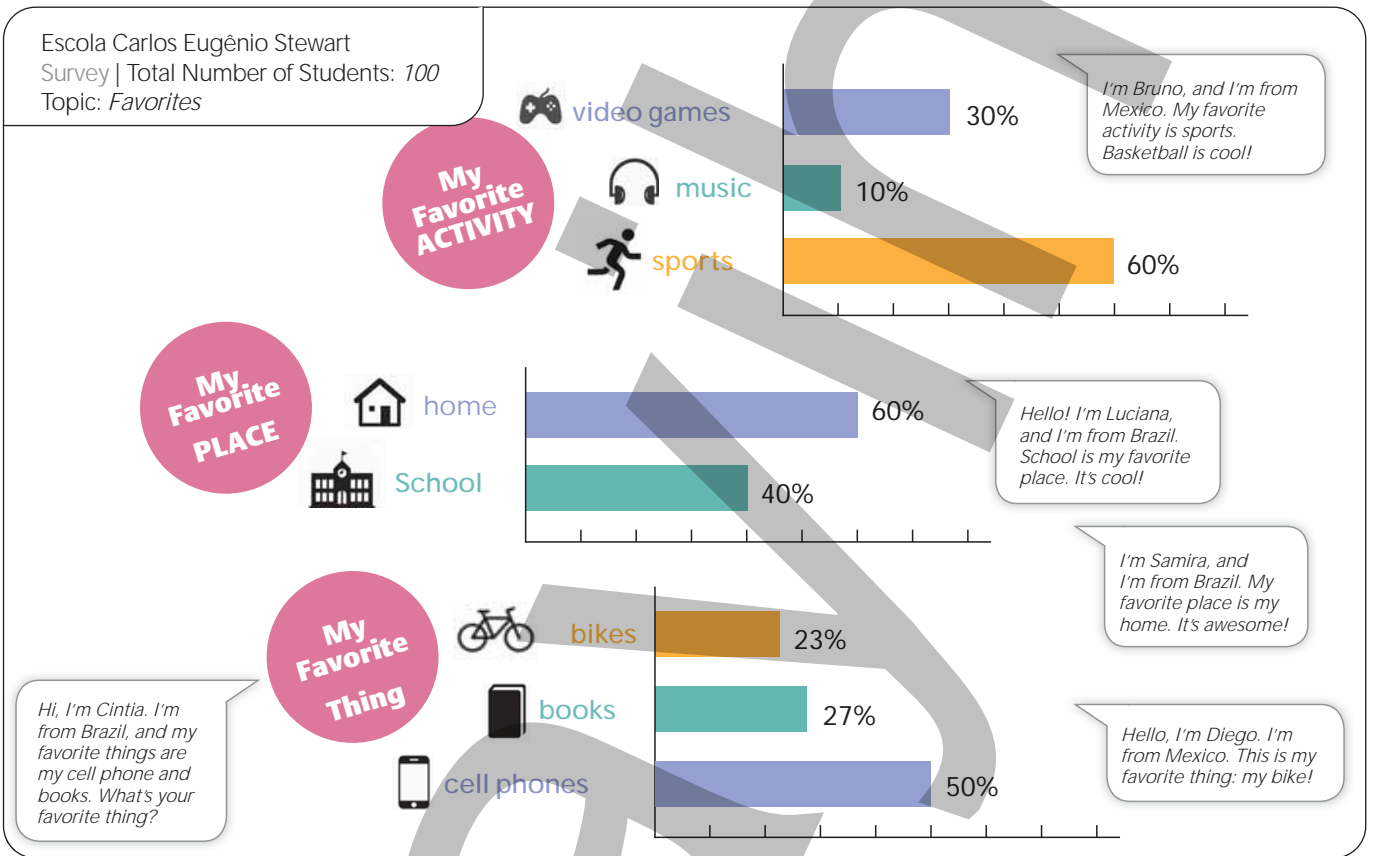 Escola Carlos Eugênio Stewart
Survey | Total Number of Students: 100
Topic: Favorites
My
Favorite
ACTIVITY
video games
30%
music
10%
sports
60%
I'm Bruno, and I'm from
Mexico. My favorite
activity is sports.
Basketball is cool!
My
Favorite
PLACE
home
60%
School
40%
Hello! I'm Luciana,
and I'm from Brazil.
School is my favorite
place. It's cool!
I'm Samira, and
I'm from Brazil. My
favorite place is my
home. It's awesome!
My
Favorite
Thing
bikes
23%
books
27%
cell phones
50%
Hi, I'm Cintia. I'm
from Brazil, and my
favorite things are
my cell phone and
books. What's your
favorite thing?
Hello, I'm Diego. I'm
from Mexico. This is my
favorite thing: my bike!